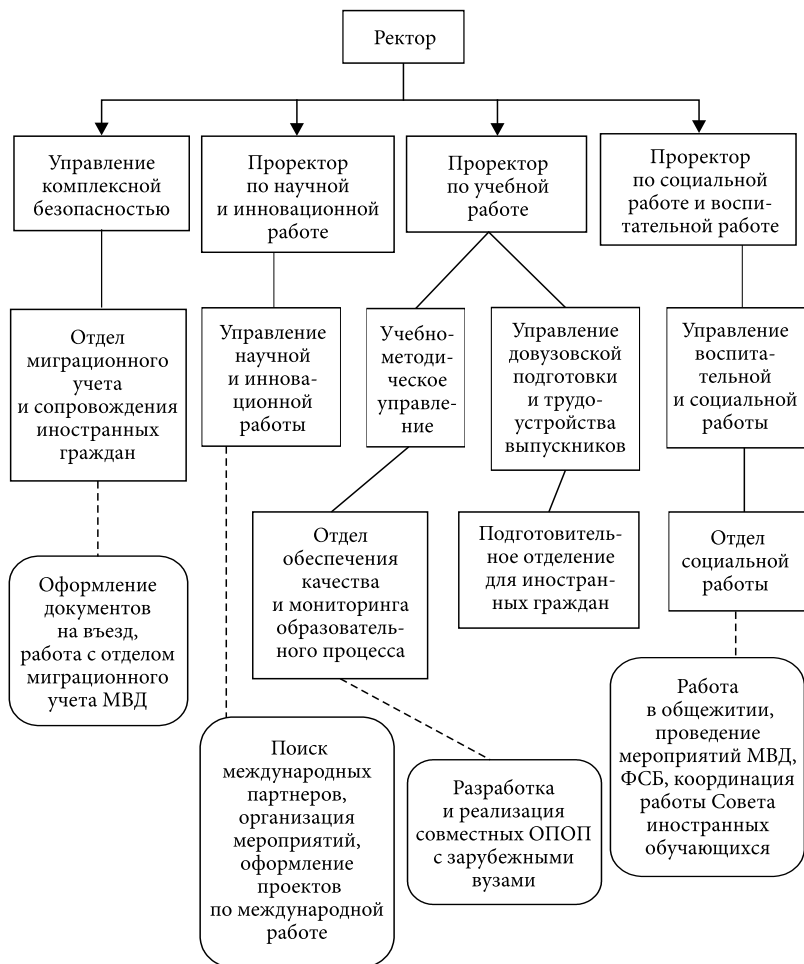 Ректор
Управление
комплексной
безопасностью
Проректор
по научной
и инновационной
работе
Проректор
по учебной
работе
Проректор
по социальной
работе и воспи-
тательной работе
Отдел
миграционного
учета
и сопровождения
иностранных
граждан
Управление
научной
и иннова-
ционной
работы
Учебно-
методи-
ческое
управле-
ние
Управление
довузовской
подготовки
и трудо-
устройства
выпускников
Управление
воспита-
тельной
и социальной
работы
Отдел
обеспечения
качества
и мониторинга
образователь-
ного процесса
Подготовитель-
ное отделение
для иностран-
ных граждан
Отдел
социальной
работы
Оформление
документов
на въезд,
работа с отделом
миграционного
учета МВД
Поиск
международных
партнеров,
организация
мероприятий,
оформление
проектов
по международной
работе
Разработка
и реализация
совместных ОПОП
с зарубежными
вузами
Работа
в общежитии,
проведение
мероприятий МВД,
ФСБ, координация
работы Совета
иностранных
обучающихся